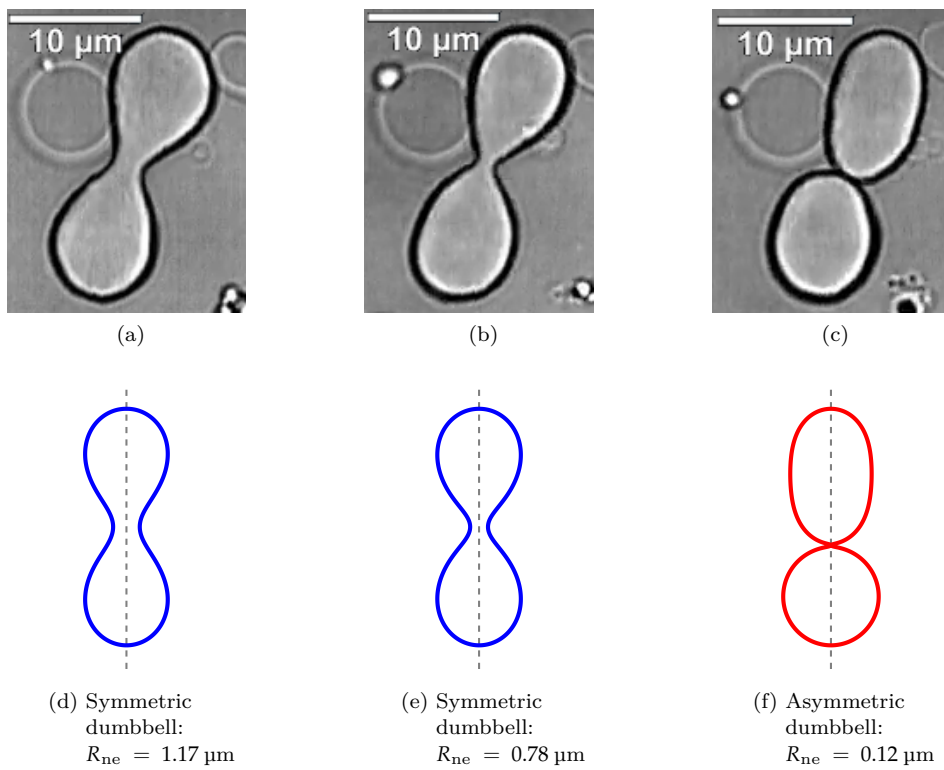 10 µm
10 µm
10 µm
(a)
(b)
(c)
(d) Symmetric
dumbbell:
R_ne = 1.17 µm
(e) Symmetric
dumbbell:
R_ne = 0.78 µm
(f) Asymmetric
dumbbell:
R_ne = 0.12 µm